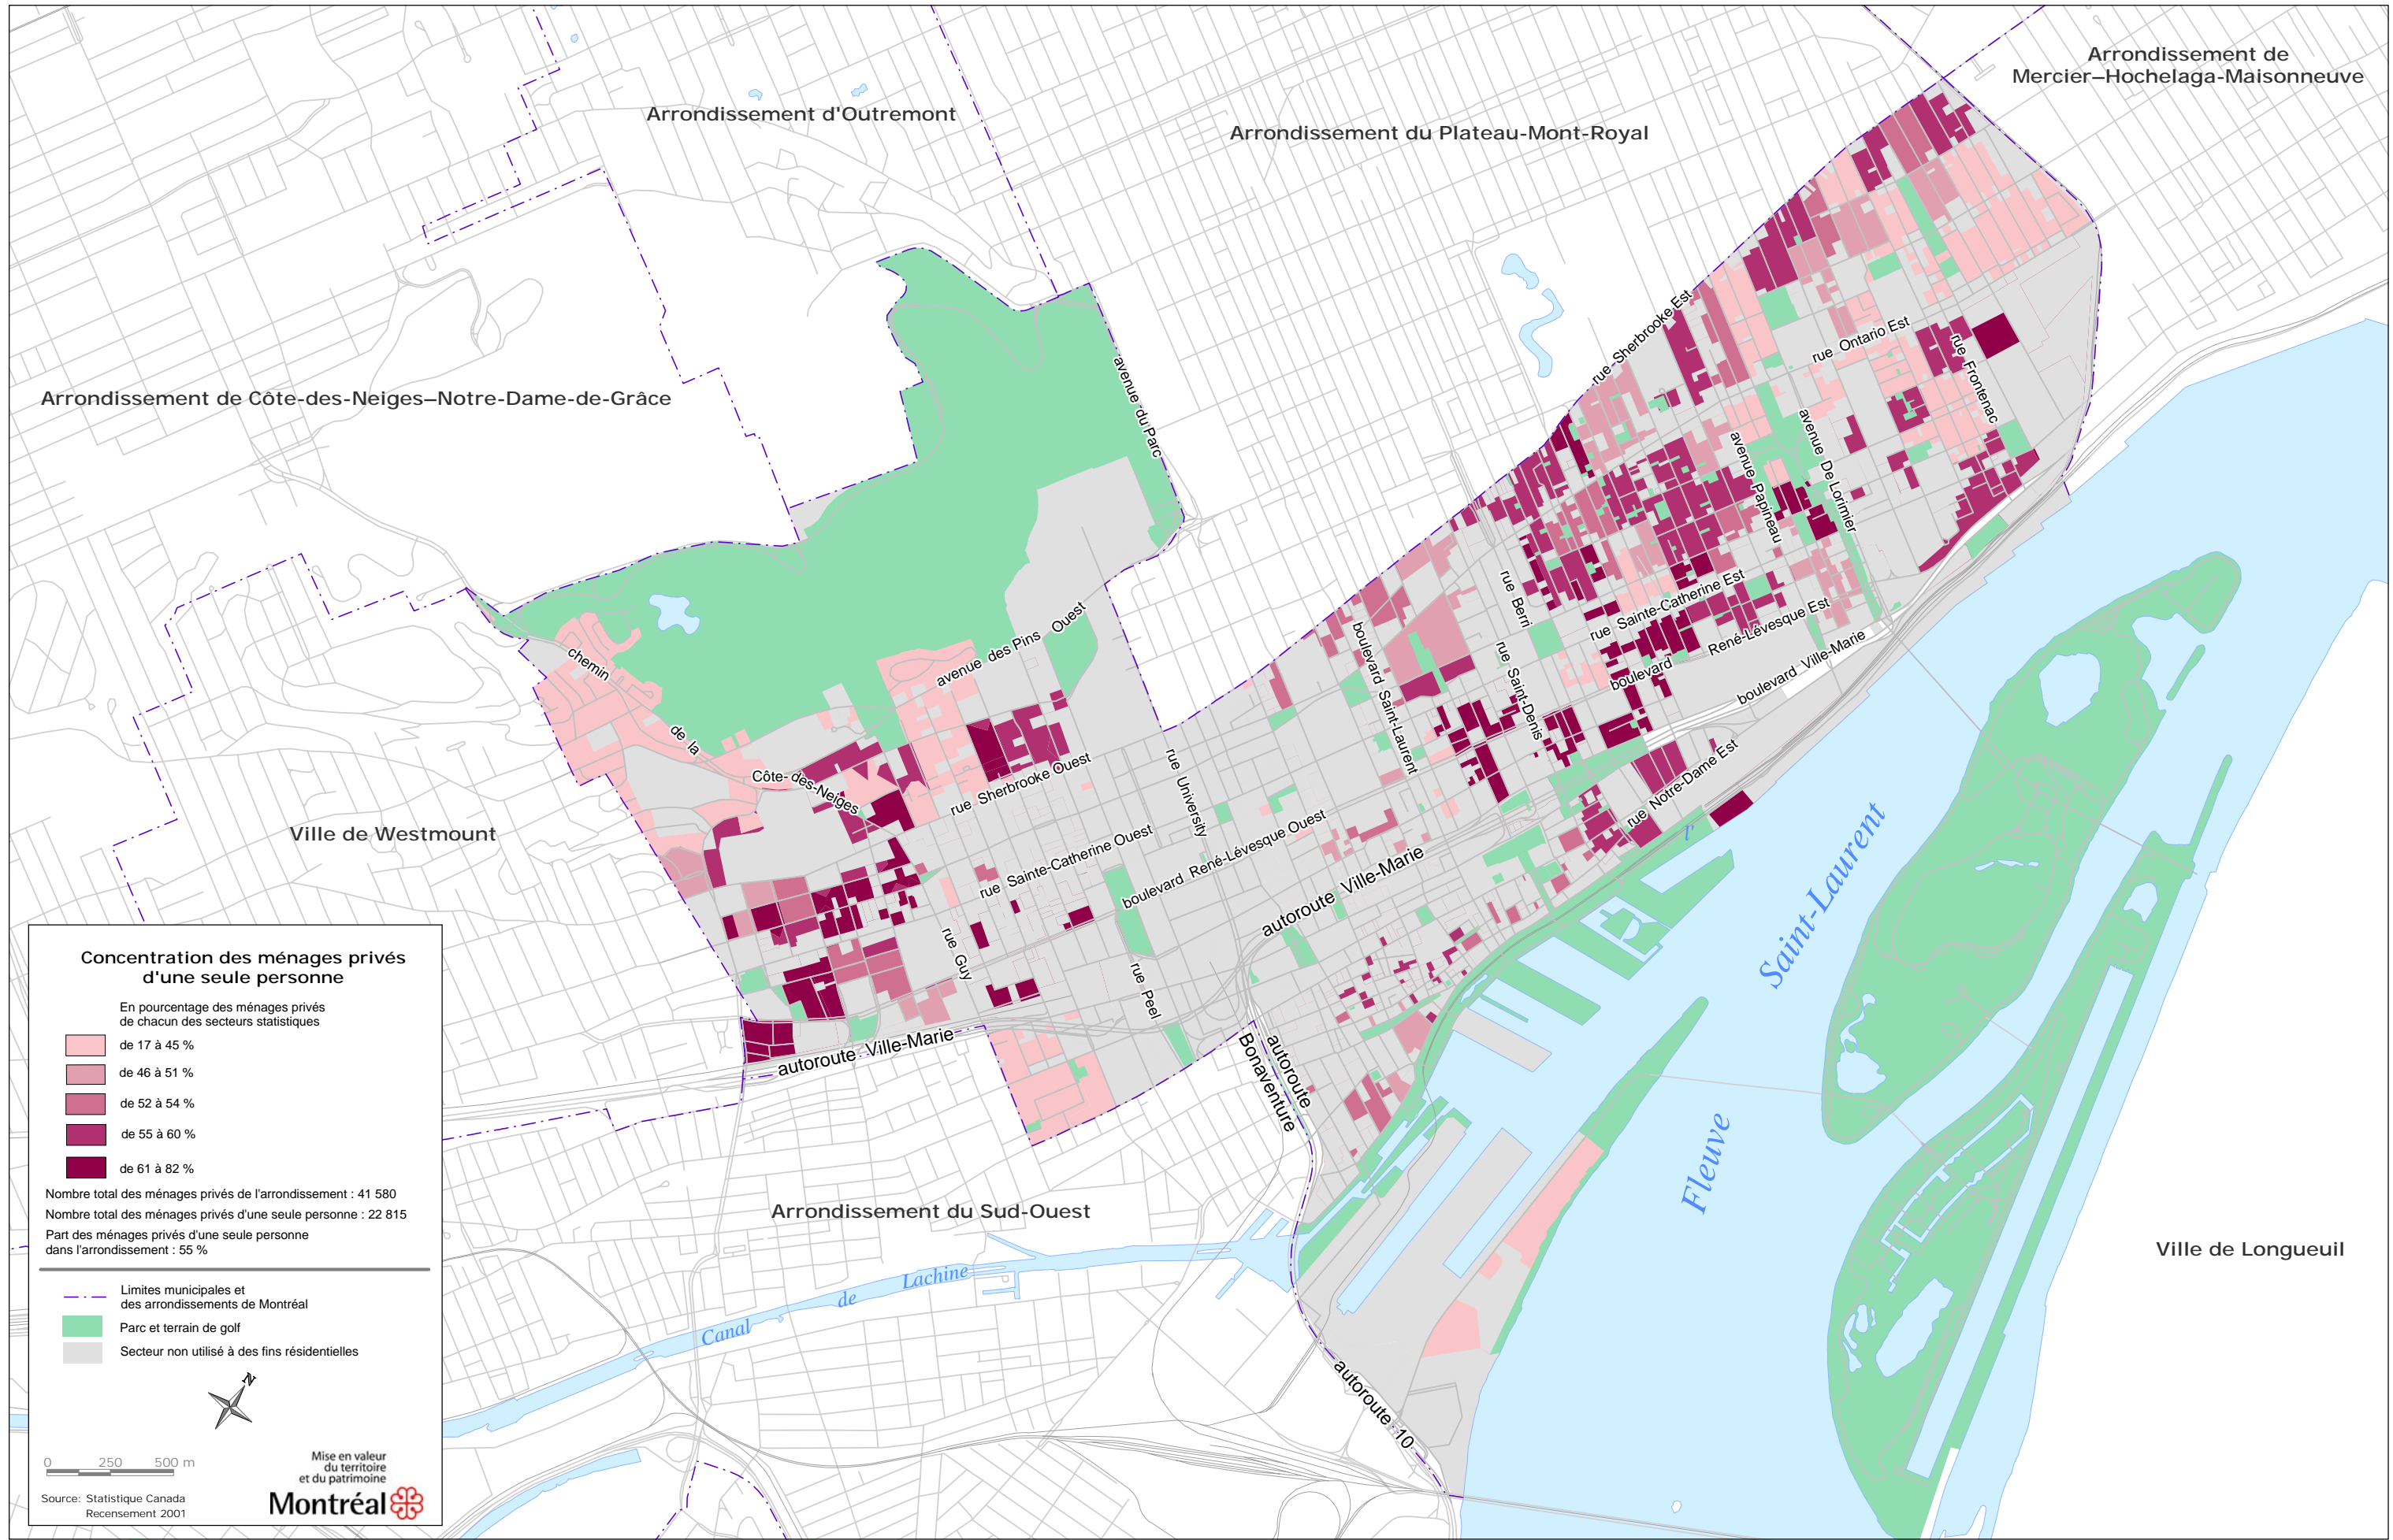 Arrondissement de
Mercier–Hochelaga-Maisonneuve
Arrondissement d'Outremont
Arrondissement du Plateau-Mont-Royal
Arrondissement de Côte-des-Neiges–Notre-Dame-de-Grâce
avenue du Parc
rue Sherbrooke Est
rue Ontario Est
rue Frontenac
avenue De Lorimier
avenue Papineau
rue Berri
rue Sainte-Catherine Est
boulevard René-Lévesque Est
boulevard Ville-Marie
avenue des Pins Ouest
boulevard Saint-Laurent
rue Saint-Denis
chemin de la Côte-des-Neiges
rue Sherbrooke Ouest
rue University
rue Notre-Dame Est
Ville de Westmount
rue Sainte-Catherine Ouest
boulevard René-Lévesque Ouest
autoroute Ville-Marie
rue Guy
rue Peel
autoroute Ville-Marie
autoroute
Bonaventure
Fleuve
Saint-Laurent
l'
Arrondissement du Sud-Ouest
Ville de Longueuil
Canal de Lachine
autoroute 10
Concentration des ménages privés
d'une seule personne
En pourcentage des ménages privés
de chacun des secteurs statistiques
de 17 à 45 %
de 46 à 51 %
de 52 à 54 %
de 55 à 60 %
de 61 à 82 %
Nombre total des ménages privés de l'arrondissement : 41 580
Nombre total des ménages privés d'une seule personne : 22 815
Part des ménages privés d'une seule personne
dans l'arrondissement : 55 %
Limites municipales et
des arrondissements de Montréal
Parc et terrain de golf
Secteur non utilisé à des fins résidentielles
N
0 250 500 m
Mise en valeur
du territoire
et du patrimoine
Montréal
Source: Statistique Canada
Recensement 2001